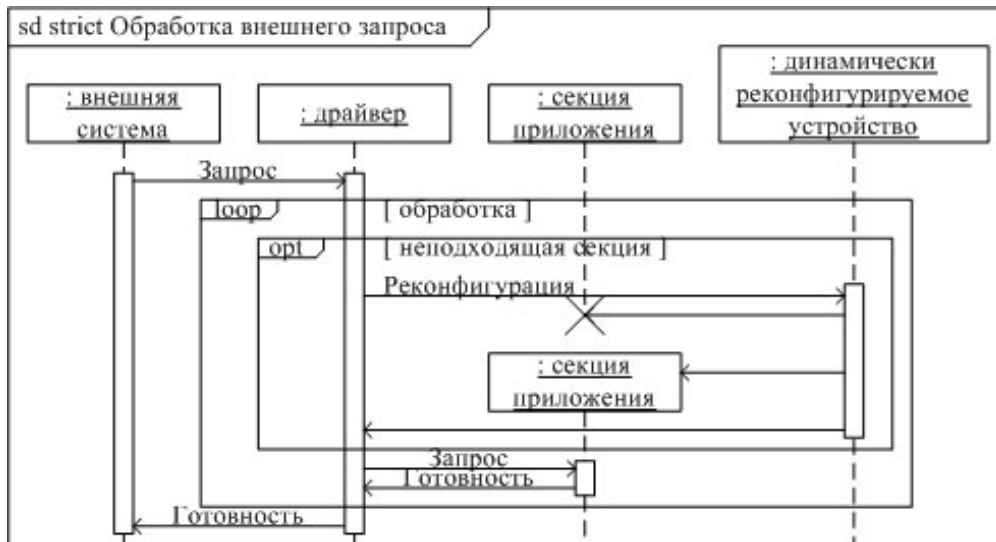 sd strict Обработка внешнего запроса
: внешняя
система
: драйвер
: секция
приложения
: динамически
реконфигурируемое
устройство
Запрос
loop
[ обработка ]
opt
[ неподходящая секция ]
Реконфигурация
: секция
приложения
Запрос
Готовность
Готовность